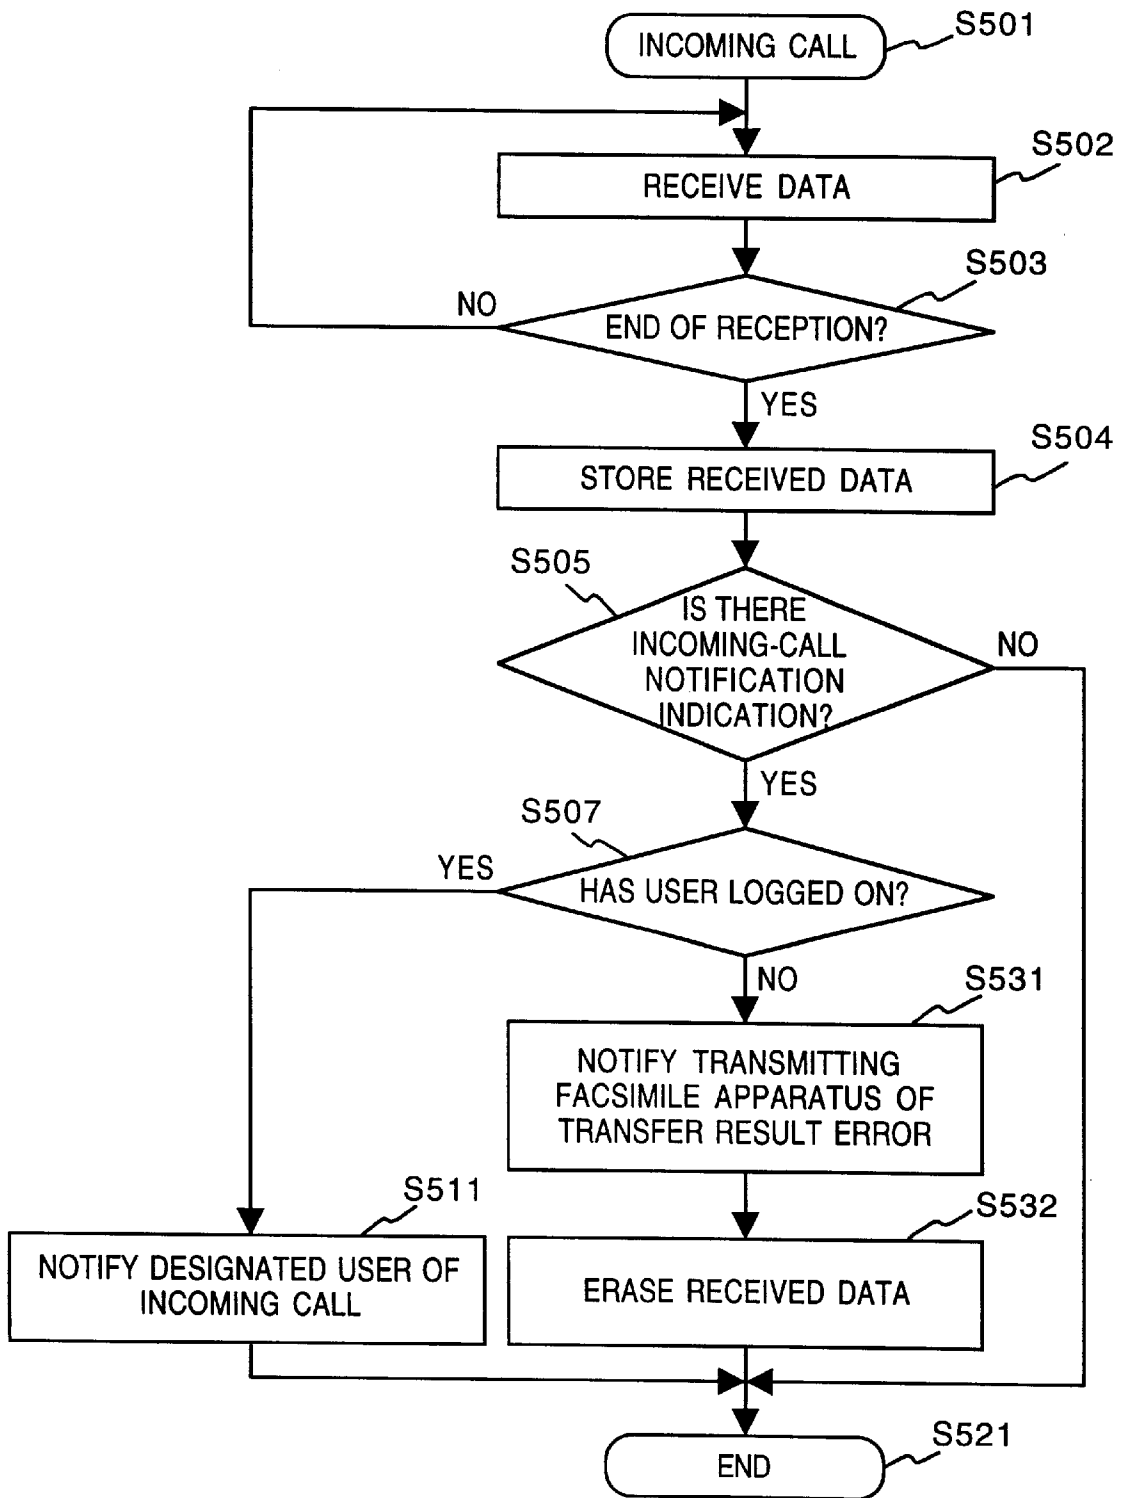 INCOMING CALL
S501
RECEIVE DATA
S502
END OF RECEPTION?
S503
NO
YES
STORE RECEIVED DATA
S504
S505
IS THERE
INCOMING-CALL
NOTIFICATION
INDICATION?
NO
YES
S507
HAS USER LOGGED ON?
YES
NO
S531
NOTIFY TRANSMITTING
FACSIMILE APPARATUS OF
TRANSFER RESULT ERROR
S511
NOTIFY DESIGNATED USER OF
INCOMING CALL
S532
ERASE RECEIVED DATA
S521
END